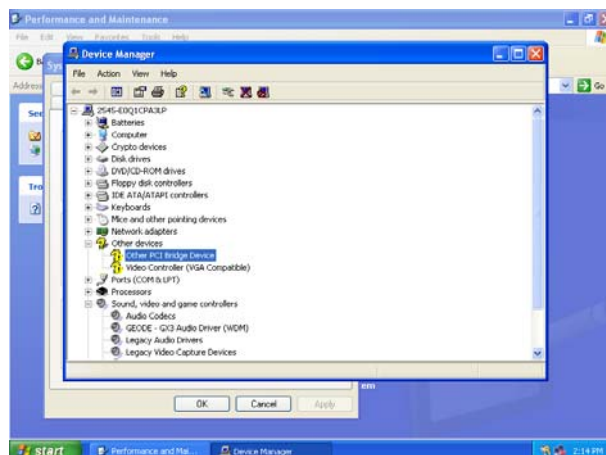 Performance and Maintenance
File Edit View Favorites Tools Help
Address
Go
Device Manager
File Action View Help
2545-E0Q1CPA3LP
Batteries
Computer
Crypto devices
Disk drives
DVD/CD-ROM drives
Floppy disk controllers
IDE ATA/ATAPI controllers
Keyboards
Mice and other pointing devices
Network adapters
Other devices
Other PCI Bridge Device
Video Controller (VGA Compatible)
Ports (COM & LPT)
Processors
Sound, video and game controllers
Audio Codecs
GEODE - GX3 Audio Driver (WDM)
Legacy Audio Drivers
Legacy Video Capture Devices
OK Cancel Apply
start
Performance and Mai...
Device Manager
2:14 PM